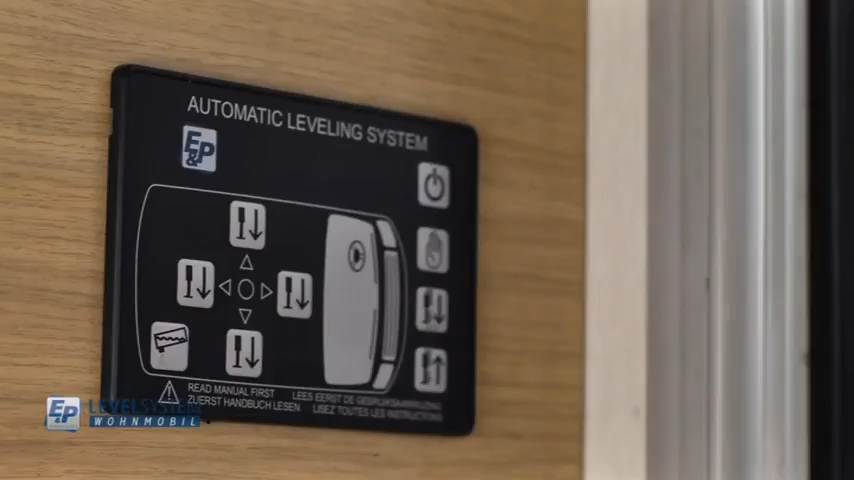 AUTOMATIC LEVELING SYSTEM
E&P
READ MANUAL FIRST
ZUERST HANDBUCH LESEN
LEES EERST DE GEBRUIKSAANWIJZING
LISEZ TOUTES LES INSTRUCTIONS
E&P
LEVELSYSTEM
WOHNMOBIL